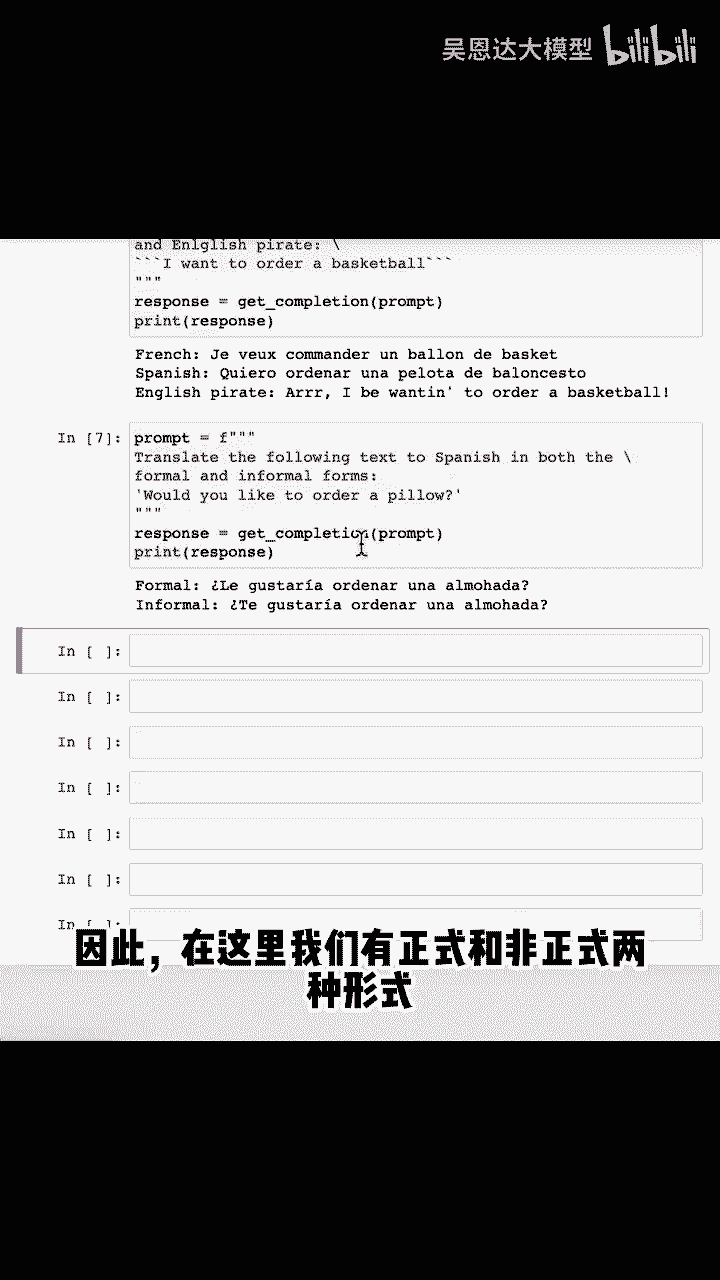 吴恩达大模型 bilibili
and Enlglish pirate: \
```I want to order a basketball```
"""
response = get_completion(prompt)
print(response)
French: Je veux commander un ballon de basket
Spanish: Quiero ordenar una pelota de baloncesto
English pirate: Arrr, I be wantin' to order a basketball!
In [7]: prompt = f"""
Translate the following text to Spanish in both the \
formal and informal forms:
'Would you like to order a pillow?'
"""
response = get_completion(prompt)
print(response)
Formal: ¿Le gustaría ordenar una almohada?
Informal: ¿Te gustaría ordenar una almohada?
In [ ]:
In [ ]:
In [ ]:
In [ ]:
In [ ]:
In [ ]:
In [ ]:
因此，在这里我们有正式和非正式两
种形式